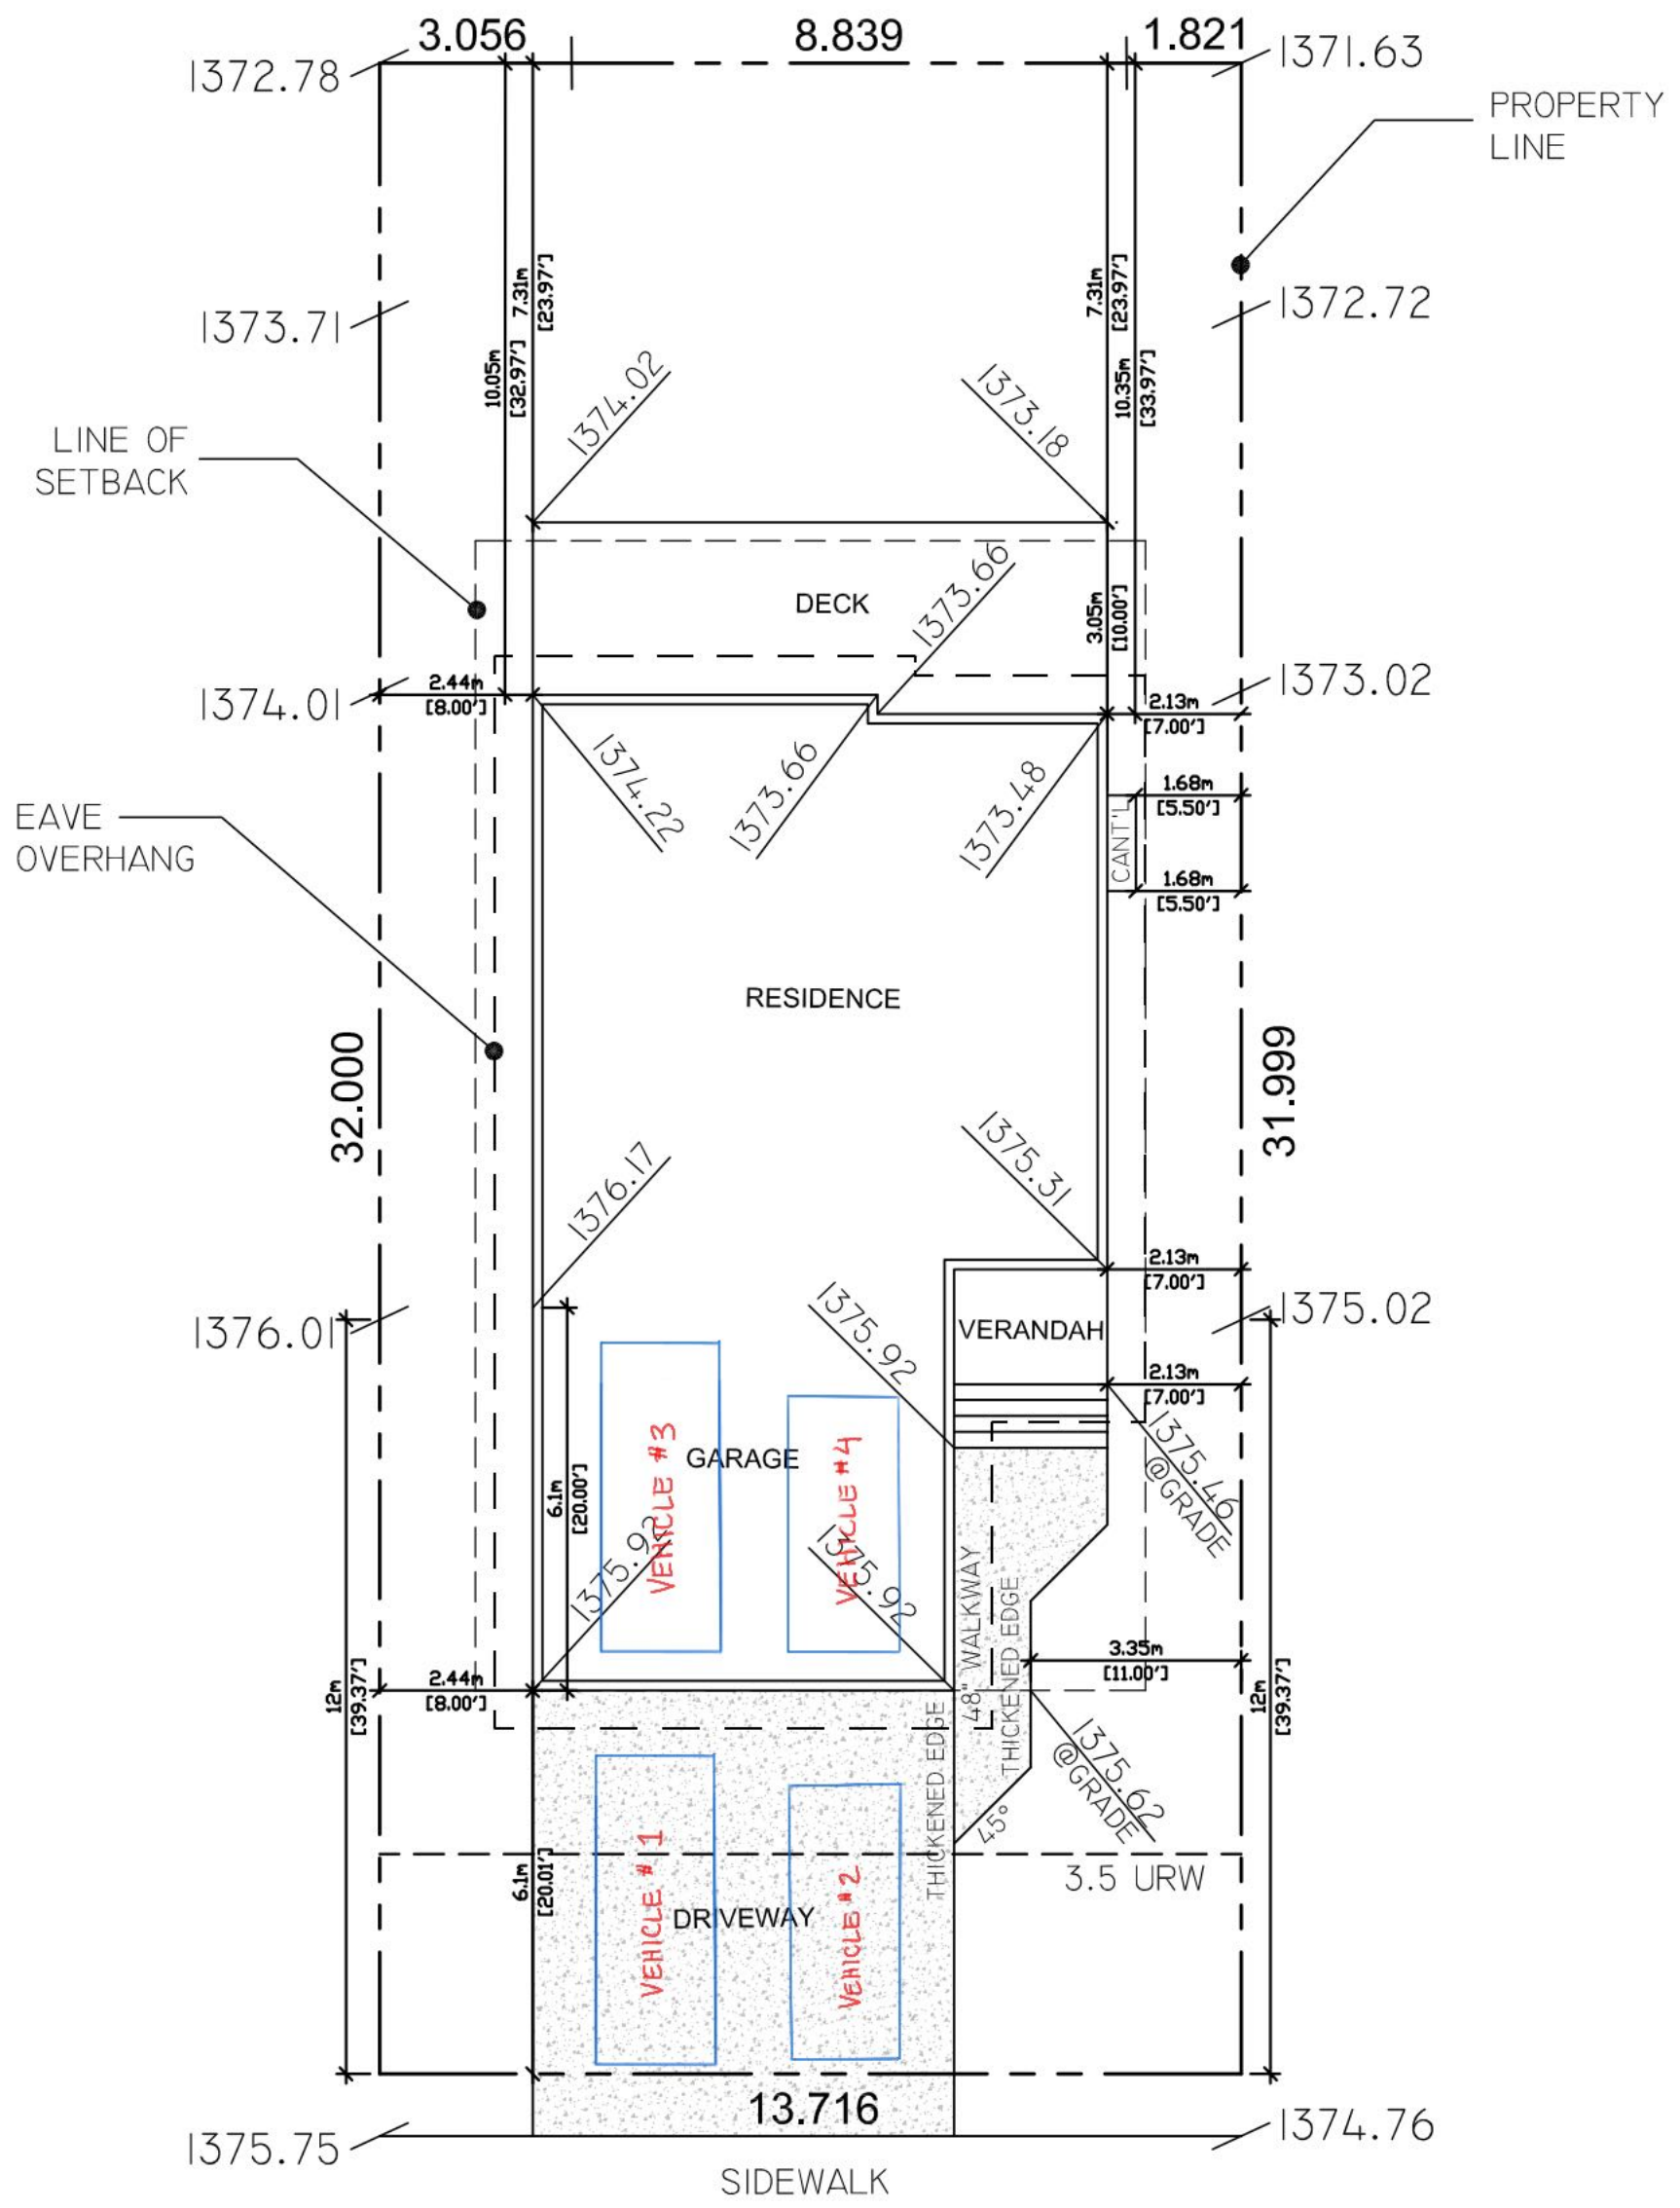 3.056
8.839
1.821
1372.78
1371.63
PROPERTY
LINE
1373.71
1372.72
7.31m
[23.97']
7.31m
[23.97']
10.05m
[32.97']
10.35m
[33.97']
1374.02
1373.18
LINE OF
SETBACK
DECK
1373.66
3.05m
[10.00']
1374.01
2.44m
[8.00']
1373.02
2.13m
[7.00']
1374.22
1373.66
1373.48
1.68m
[5.50']
CANT'L
1.68m
[5.50']
EAVE
OVERHANG
RESIDENCE
32.000
31.999
1376.17
1375.31
2.13m
[7.00']
1376.01
1375.92
VERANDAH
1375.02
2.13m
[7.00']
VEHICLE #3
GARAGE
VEHICLE #4
1375.46
@GRADE
6.1m
[20.00']
1375.92
1375.92
48" WALKWAY
THICKENED EDGE
3.35m
[11.00']
12m
[39.37']
2.44m
[8.00']
12m
[39.37']
THICKENED EDGE
1375.62
@GRADE
45°
3.5 URW
6.1m
[20.01']
VEHICLE #1
DRIVEWAY
VEHICLE #2
13.716
1375.75
1374.76
SIDEWALK